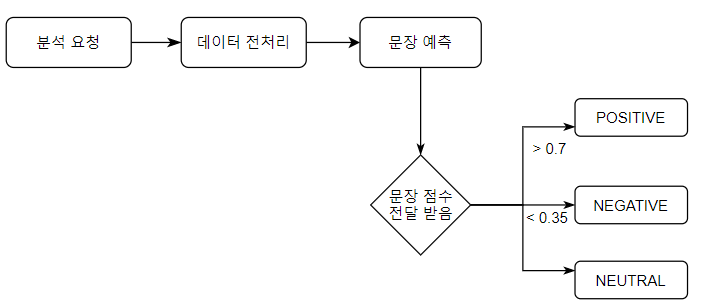 분석 요청
데이터 전처리
문장 예측
문장 점수
전달 받음
POSITIVE
> 0.7
NEGATIVE
< 0.35
NEUTRAL